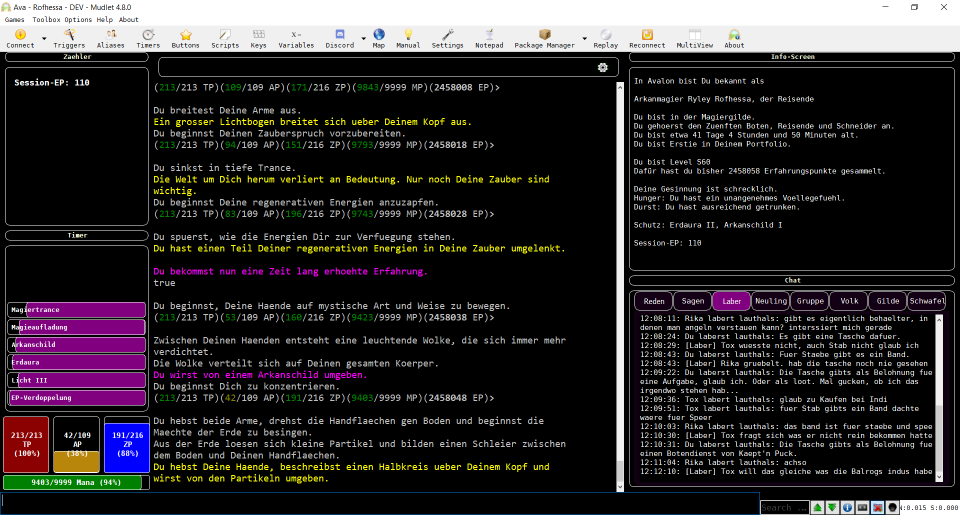 Ava - Rofhessa - DEV - Mudlet 4.8.0
Games Toolbox Options Help About
Connect Triggers Aliases Timers Buttons Scripts Keys Variables Discord Map Manual Settings Notepad Package Manager Replay Reconnect MultiView About
Zaehler
Session-EP: 110
Timer
Magiertrance
Magieaufladung
Arkanschild
Erdaura
Licht III
EP-Verdoppelung
213/213
TP
(100%)
42/109
AP
(38%)
191/216
ZP
(88%)
9403/9999 Mana (94%)
(213/213 TP)(109/109 AP)(171/216 ZP)(9843/9999 MP)(2458008 EP)>
Du breitest Deine Arme aus.
Ein grosser Lichtbogen breitet sich ueber Deinem Kopf aus.
Du beginnst Deinen Zauberspruch vorzubereiten.
(213/213 TP)(94/109 AP)(151/216 ZP)(9793/9999 MP)(2458018 EP)>
Du sinkst in tiefe Trance.
Die Welt um Dich herum verliert an Bedeutung. Nur noch Deine Zauber sind
wichtig.
Du beginnst Deine regenerativen Energien anzuzapfen.
(213/213 TP)(83/109 AP)(196/216 ZP)(9743/9999 MP)(2458028 EP)>
Du spuerst, wie die Energien Dir zur Verfuegung stehen.
Du hast einen Teil Deiner regenerativen Energien in Deine Zauber umgelenkt.
Du bekommst nun eine Zeit lang erhoehte Erfahrung.
true
Du beginnst, Deine Haende auf mystische Art und Weise zu bewegen.
(213/213 TP)(53/109 AP)(160/216 ZP)(9423/9999 MP)(2458038 EP)>
Zwischen Deinen Haenden entsteht eine leuchtende Wolke, die sich immer mehr
verdichtet.
Die Wolke verteilt sich auf Deinen gesamten Koerper.
Du wirst von einem Arkanschild umgeben.
Du beginnst Dich zu konzentrieren.
(213/213 TP)(42/109 AP)(191/216 ZP)(9403/9999 MP)(2458048 EP)>
Du hebst beide Arme, drehst die Handflaechen gen Boden und beginnst die
Maechte der Erde zu besingen.
Aus der Erde loesen sich kleine Partikel und bilden einen Schleier zwischen
dem Boden und Deinen Handflaechen.
Du hebst Deine Haende, beschreibst einen Halbkreis ueber Deinem Kopf und
wirst von den Partikeln umgeben.
Info-Screen
In Avalon bist Du bekannt als
Arkanmagier Ryley Rofhessa, der Reisende
Du bist in der Magiergilde.
Du gehoerst den Zuenften Boten, Reisende und Schneider an.
Du bist etwa 41 Tage 4 Stunden und 50 Minuten alt.
Du bist Erstie in Deinem Portfolio.
Du bist Level S60
Dafür hast du bisher 2458058 Erfahrungspunkte gesammelt.
Deine Gesinnung ist schrecklich.
Hunger: Du hast ein unangenehmes Voellegefuehl.
Durst: Du hast ausreichend getrunken.
Schutz: Erdaura II, Arkanschild I
Session-EP: 110
Chat
Reden Sagen Laber Neuling Gruppe Volk Gilde Schwafel
12:08:11: Rika labert lauthals: gibt es eigentlich behaelter, in
denen man angeln verstauen kann? interssiert mich gerade
12:08:24: Du laberst lauthals: Es gibt eine Tasche dafuer.
12:08:29: [Laber] Tox wuesste nicht, auch Stab nicht glaub ich
12:08:43: Du laberst lauthals: Fuer Staebe gibt es ein Band.
12:08:43: [Laber] Rika gruebelt. hab die tasche noch nie gesehen
12:09:22: Du laberst lauthals: Die Tasche gibts als Belohnung fue
eine Aufgabe, glaub ich. Oder als loot. Mal gucken, ob ich das
irgendwo stehen hab...
12:09:36: Tox labert lauthals: glaub zu Kaufen bei Indi
12:09:51: Tox labert lauthals: fuer Stab gibts ein Band dachte
waere fuer Speer
12:10:03: Rika labert lauthals: das band ist fuer staebe und spee
12:10:30: [Laber] Tox fragt sich was er nicht rein bekommen hatte
12:10:31: Du laberst lauthals: Die Tasche gibts als Belohnung fue
einen Botendienst von Kaept'n Puck.
12:11:04: Rika labert lauthals: achso
12:12:10: [Laber] Tox will das gleiche was die Balrogs indus habe
Search ...
N:0.015 S:0.000